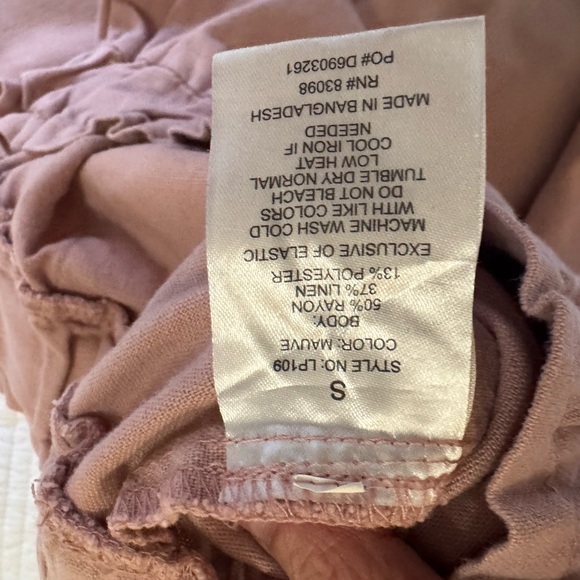 S
STYLE NO: LP109
COLOR: MAUVE
BODY:
50% RAYON
37% LINEN
13% POLYESTER
EXCLUSIVE OF ELASTIC
MACHINE WASH COLD
WITH LIKE COLORS
DO NOT BLEACH
TUMBLE DRY NORMAL
LOW HEAT
COOL IRON IF
NEEDED
MADE IN BANGLADESH
RN# 83098
PO# D6903261